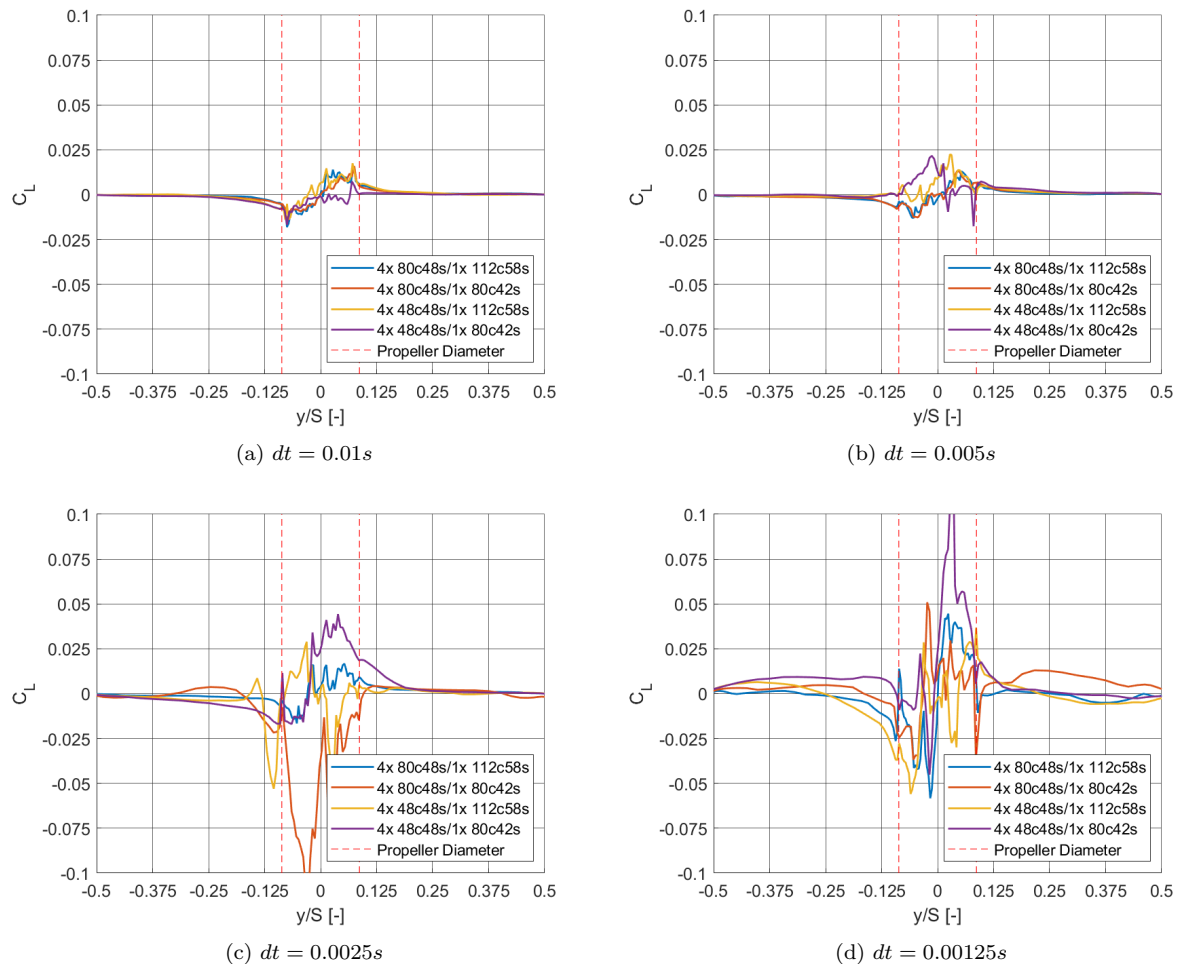 0.1
0.075
0.05
0.025
0
-0.025
-0.05
-0.075
-0.1
C_L
-0.5 -0.375 -0.25 -0.125 0 0.125 0.25 0.375 0.5
y/S [-]
4x 80c48s/1x 112c58s
4x 80c48s/1x 80c42s
4x 48c48s/1x 112c58s
4x 48c48s/1x 80c42s
Propeller Diameter
(a) dt = 0.01s
0.1
0.075
0.05
0.025
0
-0.025
-0.05
-0.075
-0.1
C_L
-0.5 -0.375 -0.25 -0.125 0 0.125 0.25 0.375 0.5
y/S [-]
4x 80c48s/1x 112c58s
4x 80c48s/1x 80c42s
4x 48c48s/1x 112c58s
4x 48c48s/1x 80c42s
Propeller Diameter
(b) dt = 0.005s
0.1
0.075
0.05
0.025
0
-0.025
-0.05
-0.075
-0.1
C_L
-0.5 -0.375 -0.25 -0.125 0 0.125 0.25 0.375 0.5
y/S [-]
4x 80c48s/1x 112c58s
4x 80c48s/1x 80c42s
4x 48c48s/1x 112c58s
4x 48c48s/1x 80c42s
Propeller Diameter
(c) dt = 0.0025s
0.1
0.075
0.05
0.025
0
-0.025
-0.05
-0.075
-0.1
C_L
-0.5 -0.375 -0.25 -0.125 0 0.125 0.25 0.375 0.5
y/S [-]
4x 80c48s/1x 112c58s
4x 80c48s/1x 80c42s
4x 48c48s/1x 112c58s
4x 48c48s/1x 80c42s
Propeller Diameter
(d) dt = 0.00125s